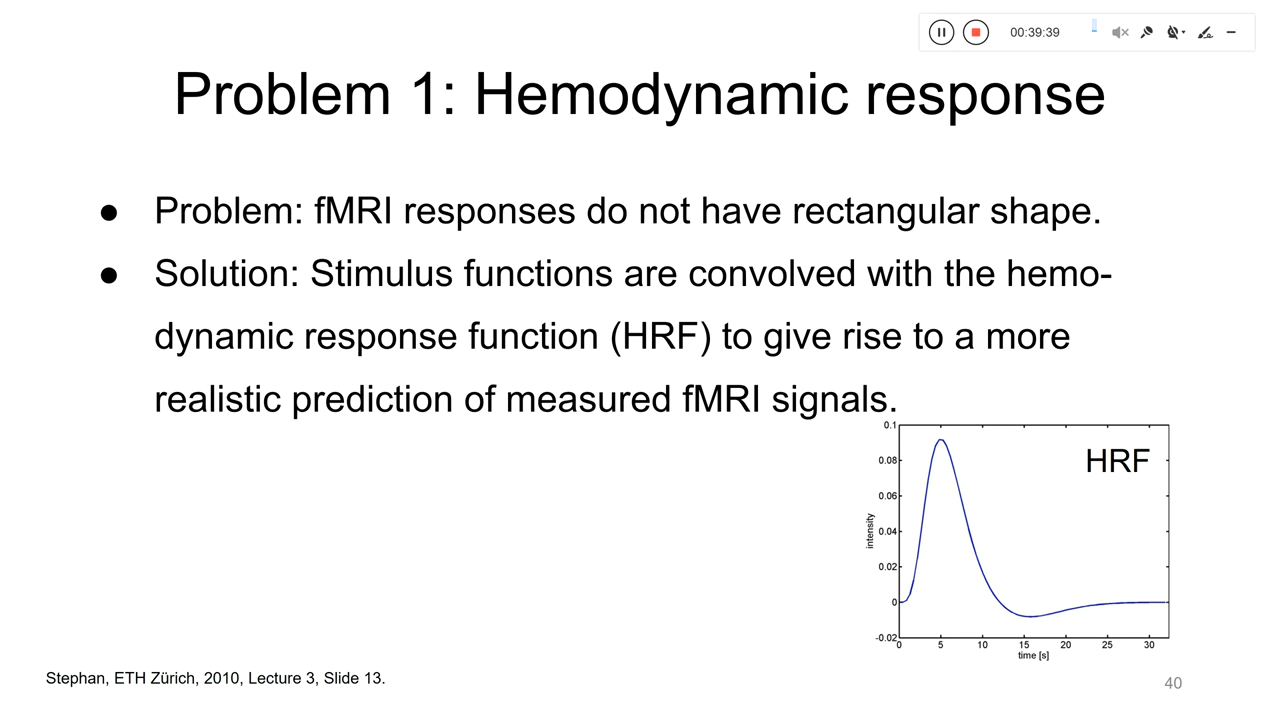 00:39:39
Problem 1: Hemodynamic response
● Problem: fMRI responses do not have rectangular shape.
● Solution: Stimulus functions are convolved with the hemo-
dynamic response function (HRF) to give rise to a more
realistic prediction of measured fMRI signals.
HRF
0.1
0.08
0.06
0.04
0.02
0
-0.02
intensity
0 5 10 15 20 25 30
time [s]
Stephan, ETH Zürich, 2010, Lecture 3, Slide 13.
40